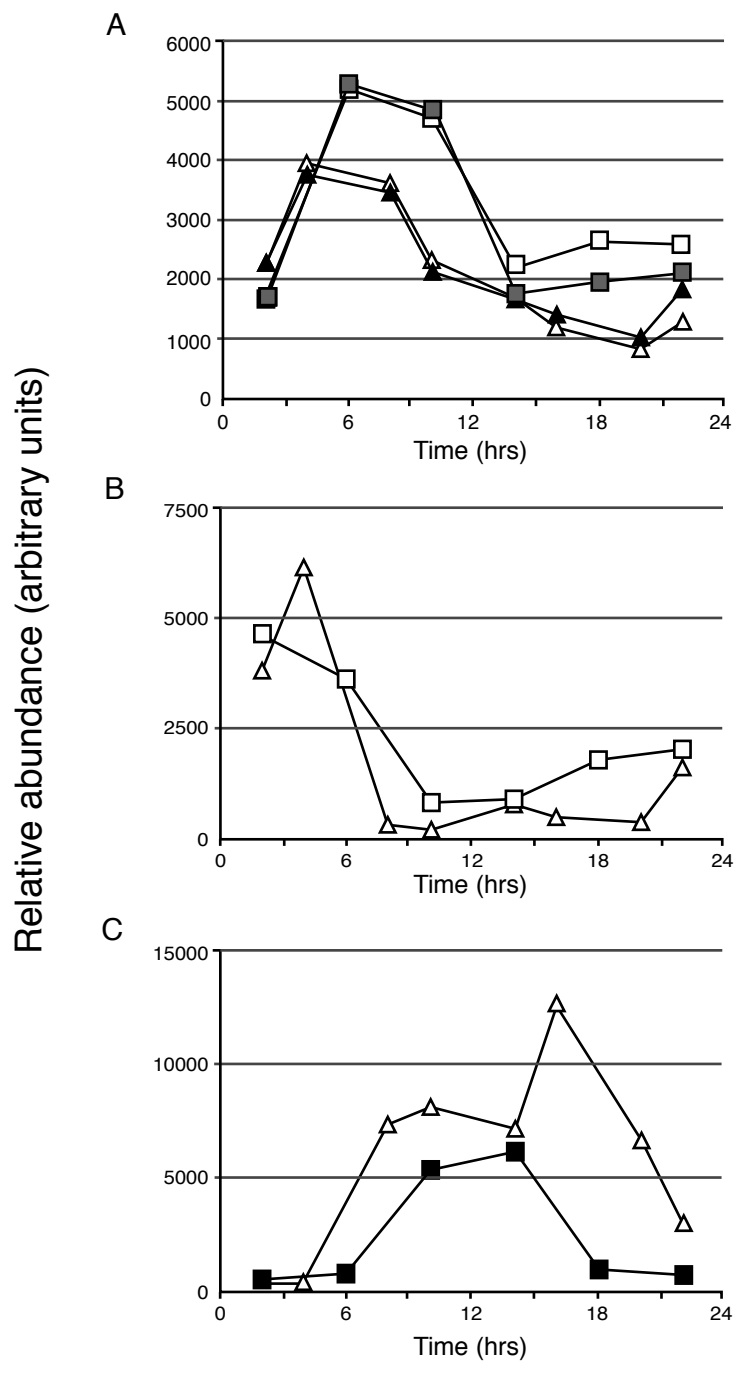 Relative abundance (arbitrary units)
A
6000
5000
4000
3000
2000
1000
0
0 6 12 18 24
Time (hrs)
B
7500
5000
2500
0
0 6 12 18 24
Time (hrs)
C
15000
10000
5000
0
0 6 12 18 24
Time (hrs)